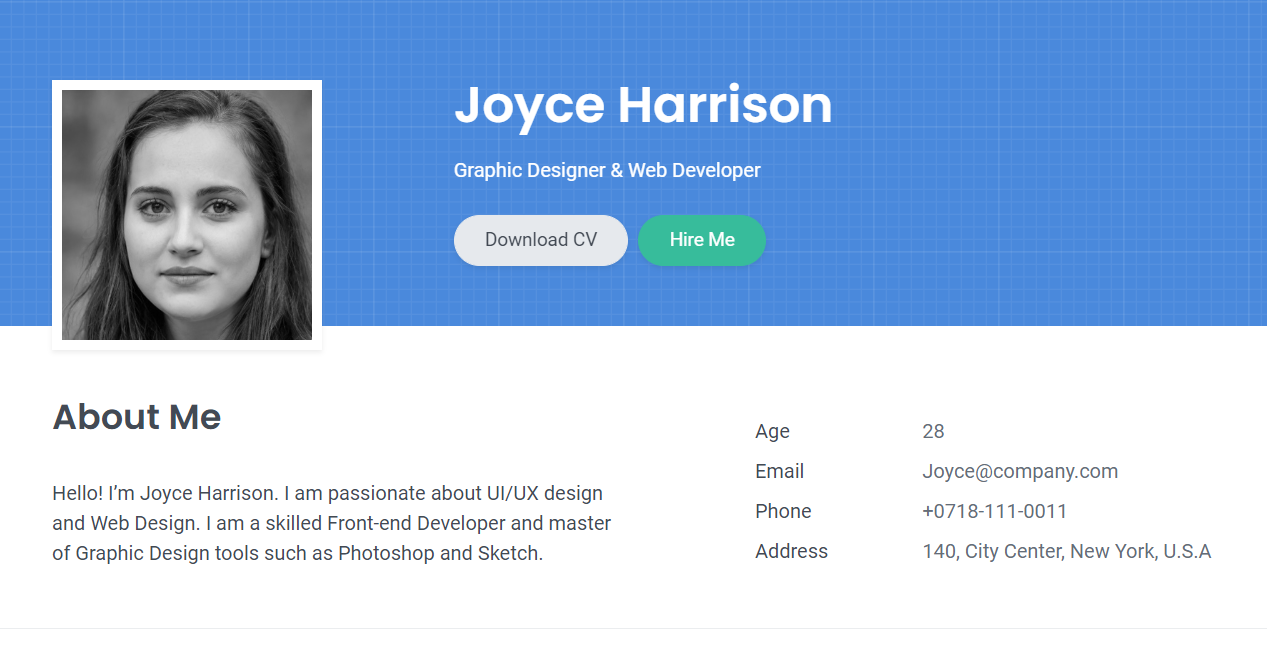 Joyce Harrison
Graphic Designer & Web Developer
Download CV
Hire Me
About Me
Hello! I’m Joyce Harrison. I am passionate about UI/UX design
and Web Design. I am a skilled Front-end Developer and master
of Graphic Design tools such as Photoshop and Sketch.
Age 28
Email Joyce@company.com
Phone +0718-111-0011
Address 140, City Center, New York, U.S.A